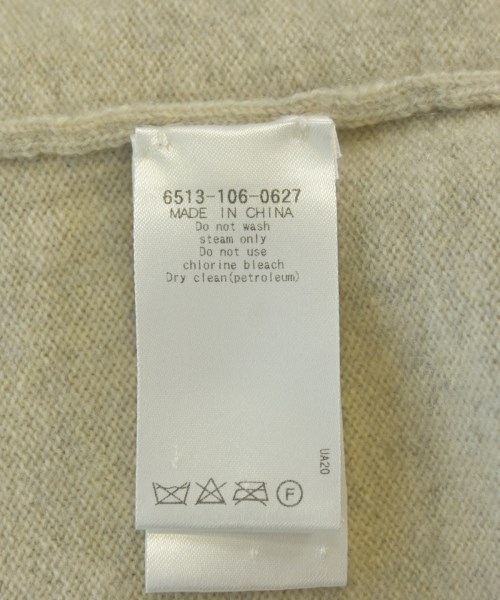 6513-106-0627
MADE IN CHINA
Do not wash
steam only
Do not use
chlorine bleach
Dry clean(petroleum)
UA20
F